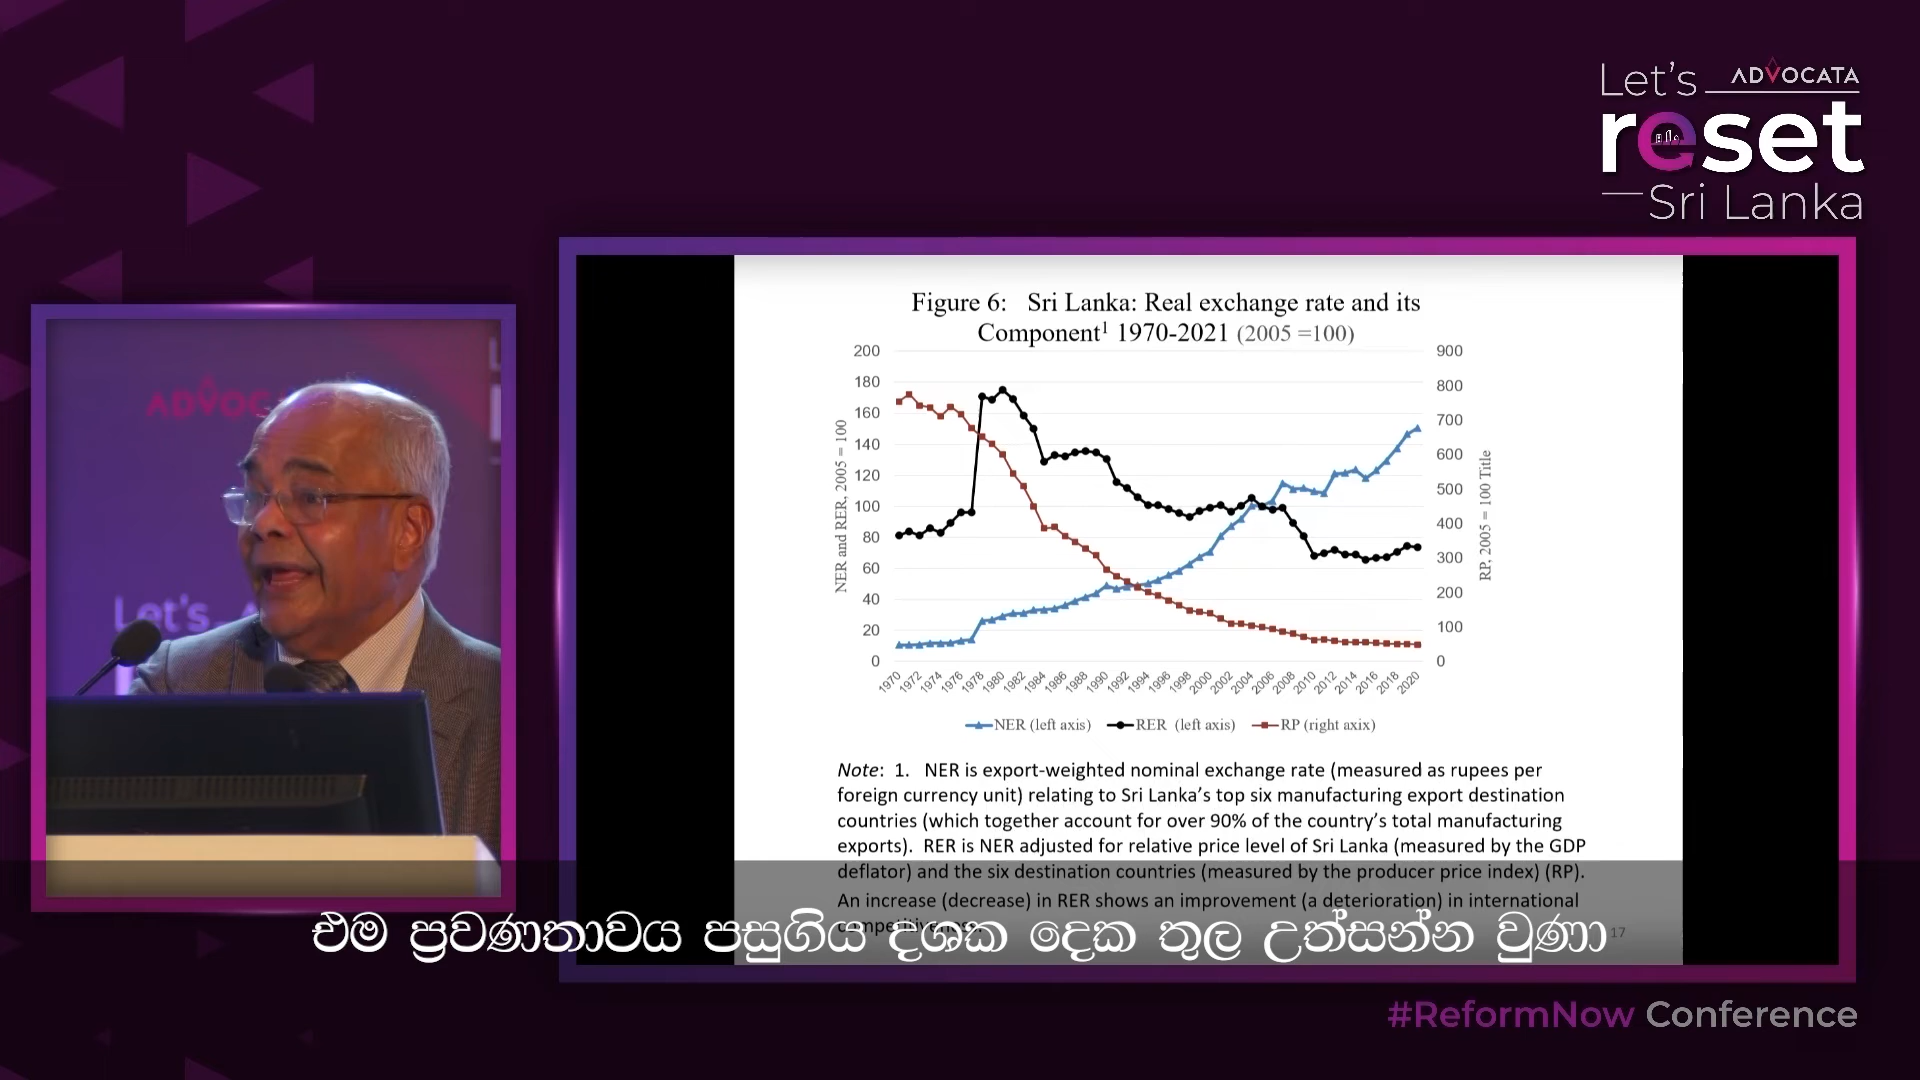 Let's ADVOCATA
reset
Sri Lanka
ADVOC
Let's
Figure 6: Sri Lanka: Real exchange rate and its
Component¹ 1970-2021 (2005 =100)
200
180
160
140
120
100
80
60
40
20
0
NER and RER, 2005 = 100
900
800
700
600
500
400
300
200
100
0
RP, 2005 = 100 Title
1970 1972 1974 1976 1978 1980 1982 1984 1986 1988 1990 1992 1994 1996 1998 2000 2002 2004 2006 2008 2010 2012 2014 2016 2018 2020
NER (left axis) RER (left axis) RP (right axix)
Note: 1. NER is export-weighted nominal exchange rate (measured as rupees per
foreign currency unit) relating to Sri Lanka's top six manufacturing export destination
countries (which together account for over 90% of the country's total manufacturing
exports). RER is NER adjusted for relative price level of Sri Lanka (measured by the GDP
deflator) and the six destination countries (measured by the producer price index) (RP).
An increase (decrease) in RER shows an improvement (a deterioration) in international
competitiveness.
17
එම ප්‍රවණතාවය පසුගිය දශක දෙක තුල උත්සන්න වුණා
#ReformNow Conference